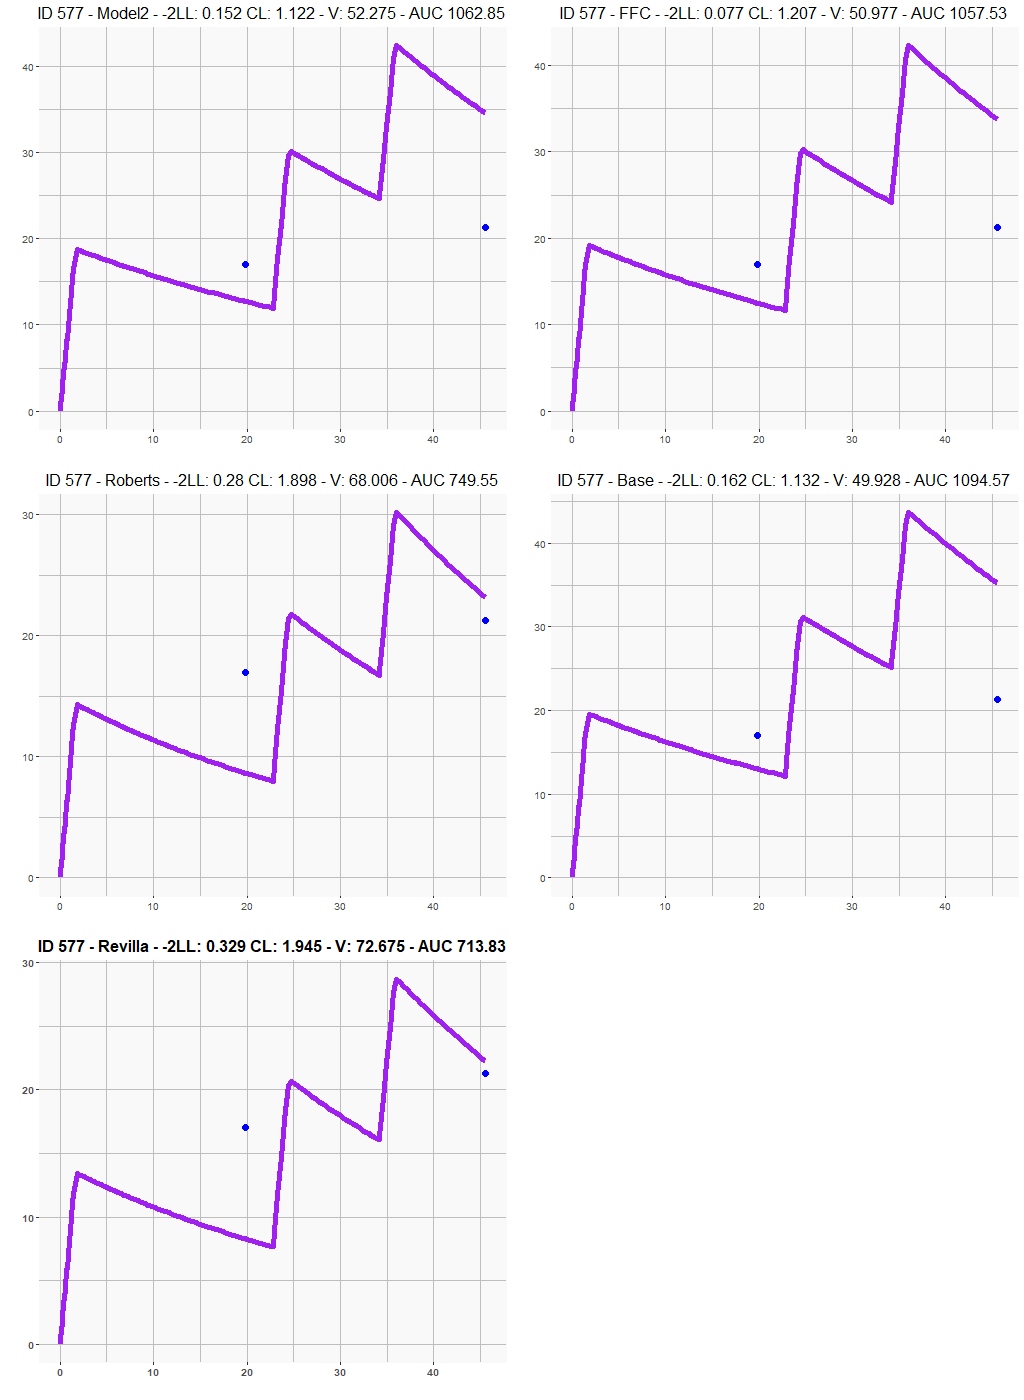 ID 577 - Model2 - -2LL: 0.152 CL: 1.122 - V: 52.275 - AUC 1062.85
40
30
20
10
0
0 10 20 30 40
ID 577 - FFC - -2LL: 0.077 CL: 1.207 - V: 50.977 - AUC 1057.53
40
30
20
10
0
0 10 20 30 40
ID 577 - Roberts - -2LL: 0.28 CL: 1.898 - V: 68.006 - AUC 749.55
30
20
10
0
0 10 20 30 40
ID 577 - Base - -2LL: 0.162 CL: 1.132 - V: 49.928 - AUC 1094.57
40
30
20
10
0
0 10 20 30 40
ID 577 - Revilla - -2LL: 0.329 CL: 1.945 - V: 72.675 - AUC 713.83
30
20
10
0
0 10 20 30 40